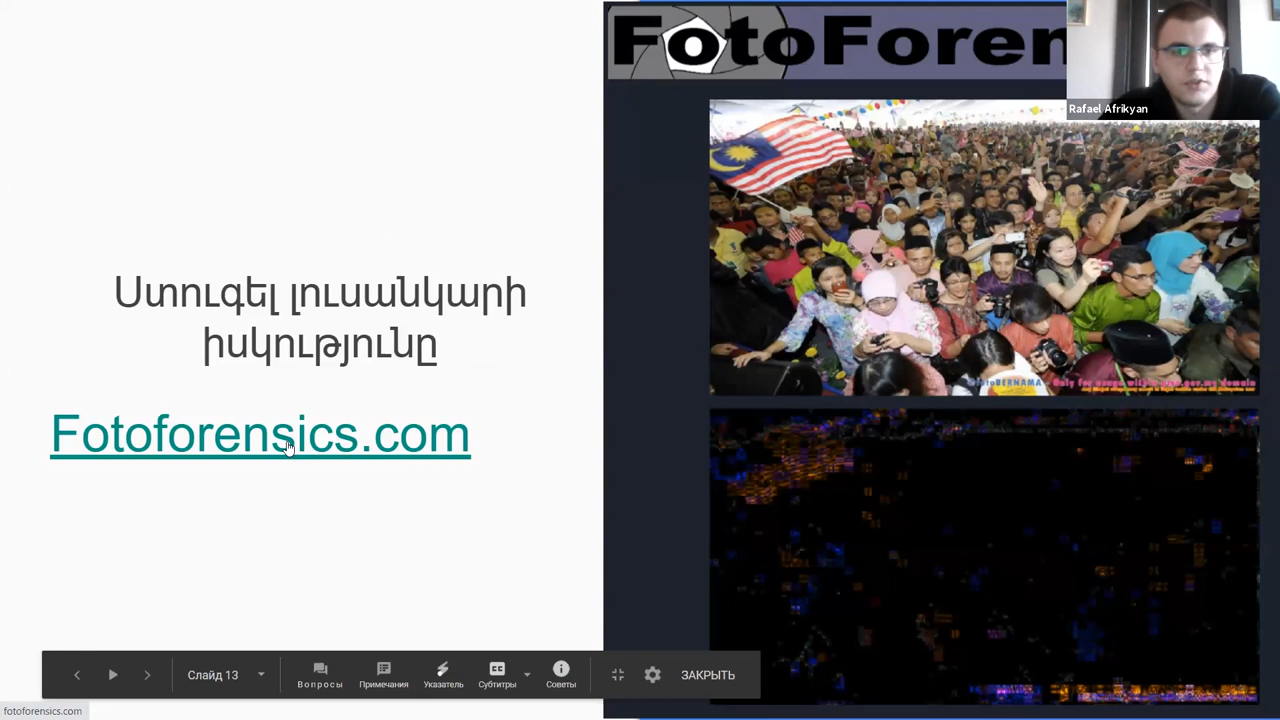 FotoForen
Rafael Afrikyan
Ստուգել լուսանկարի
իսկությունը
Fotoforensics.com
Слайд 13
Вопросы
Примечания
Указатель
Субтитры
Советы
ЗАКРЫТЬ
fotoforensics.com